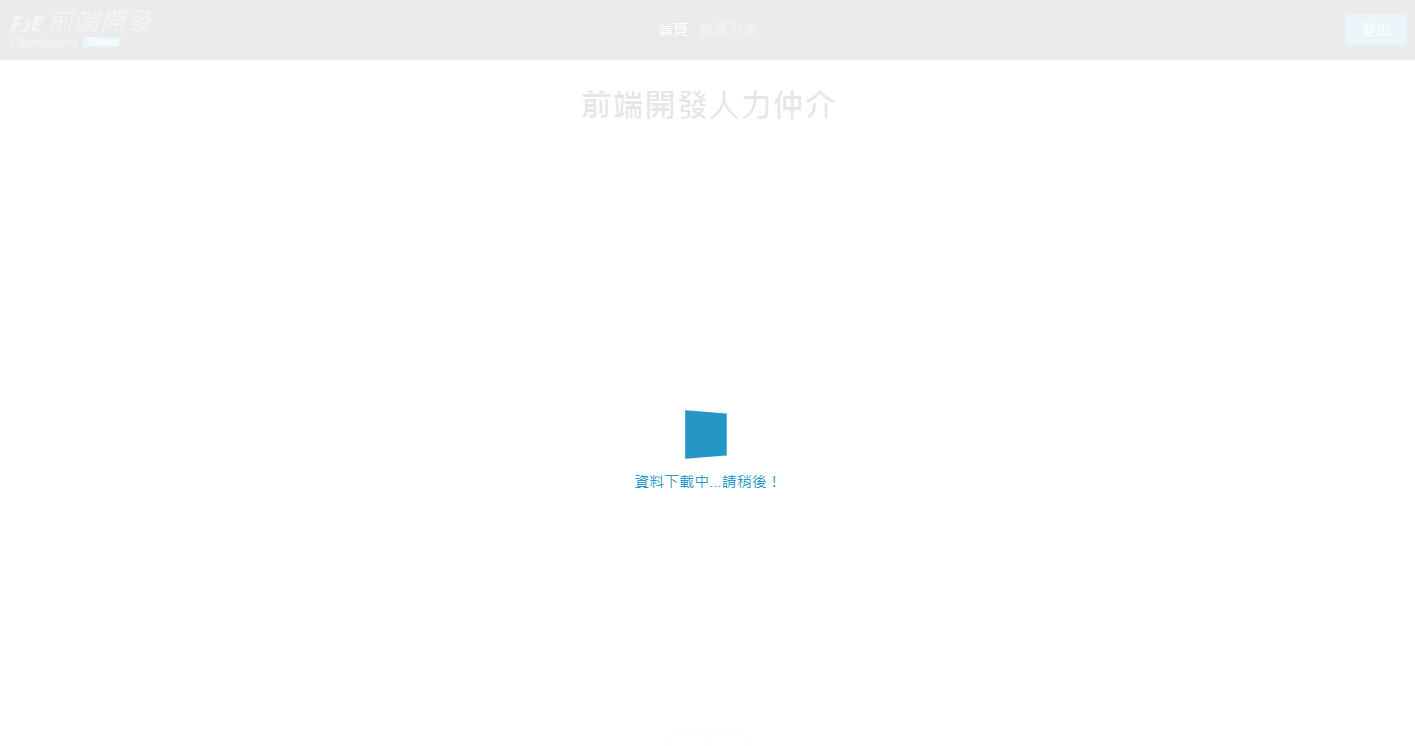 F2E 前端開發
Developers Taiwan
首頁 會員列表
登出
前端開發人力仲介
資料下載中...請稍後！